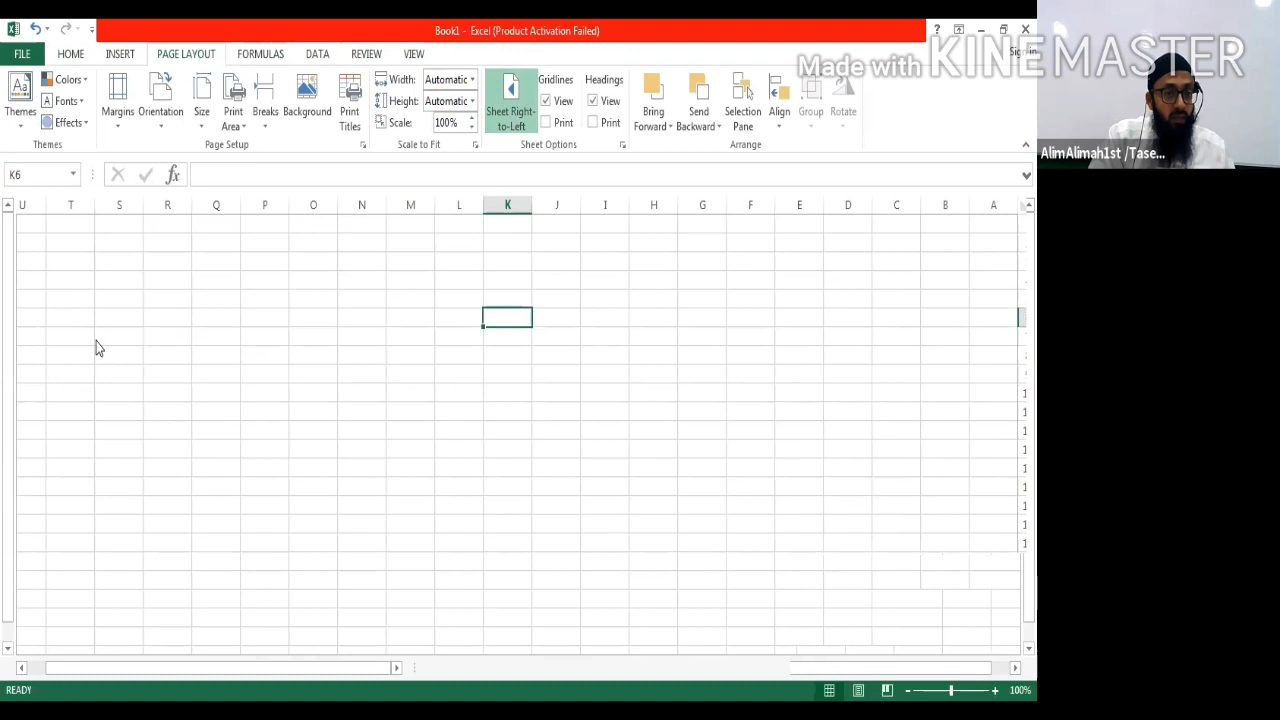 Book1 - Excel (Product Activation Failed)
?
FILE HOME INSERT PAGE LAYOUT FORMULAS DATA REVIEW VIEW
Sign in
Made with KINEMASTER
Themes
Colors
Fonts
Effects
Themes
Margins
Orientation
Size
Print Area
Breaks
Background
Print Titles
Page Setup
Width: Automatic
Height: Automatic
Scale: 100%
Scale to Fit
Sheet Right-to-Left
Gridlines
View
Print
Headings
View
Print
Sheet Options
Bring Forward
Send Backward
Selection Pane
Align
Group
Rotate
Arrange
AlimAlimah1st /Tase...
K6
fx
U T S R Q P O N M L K J I H G F E D C B A
READY
100%